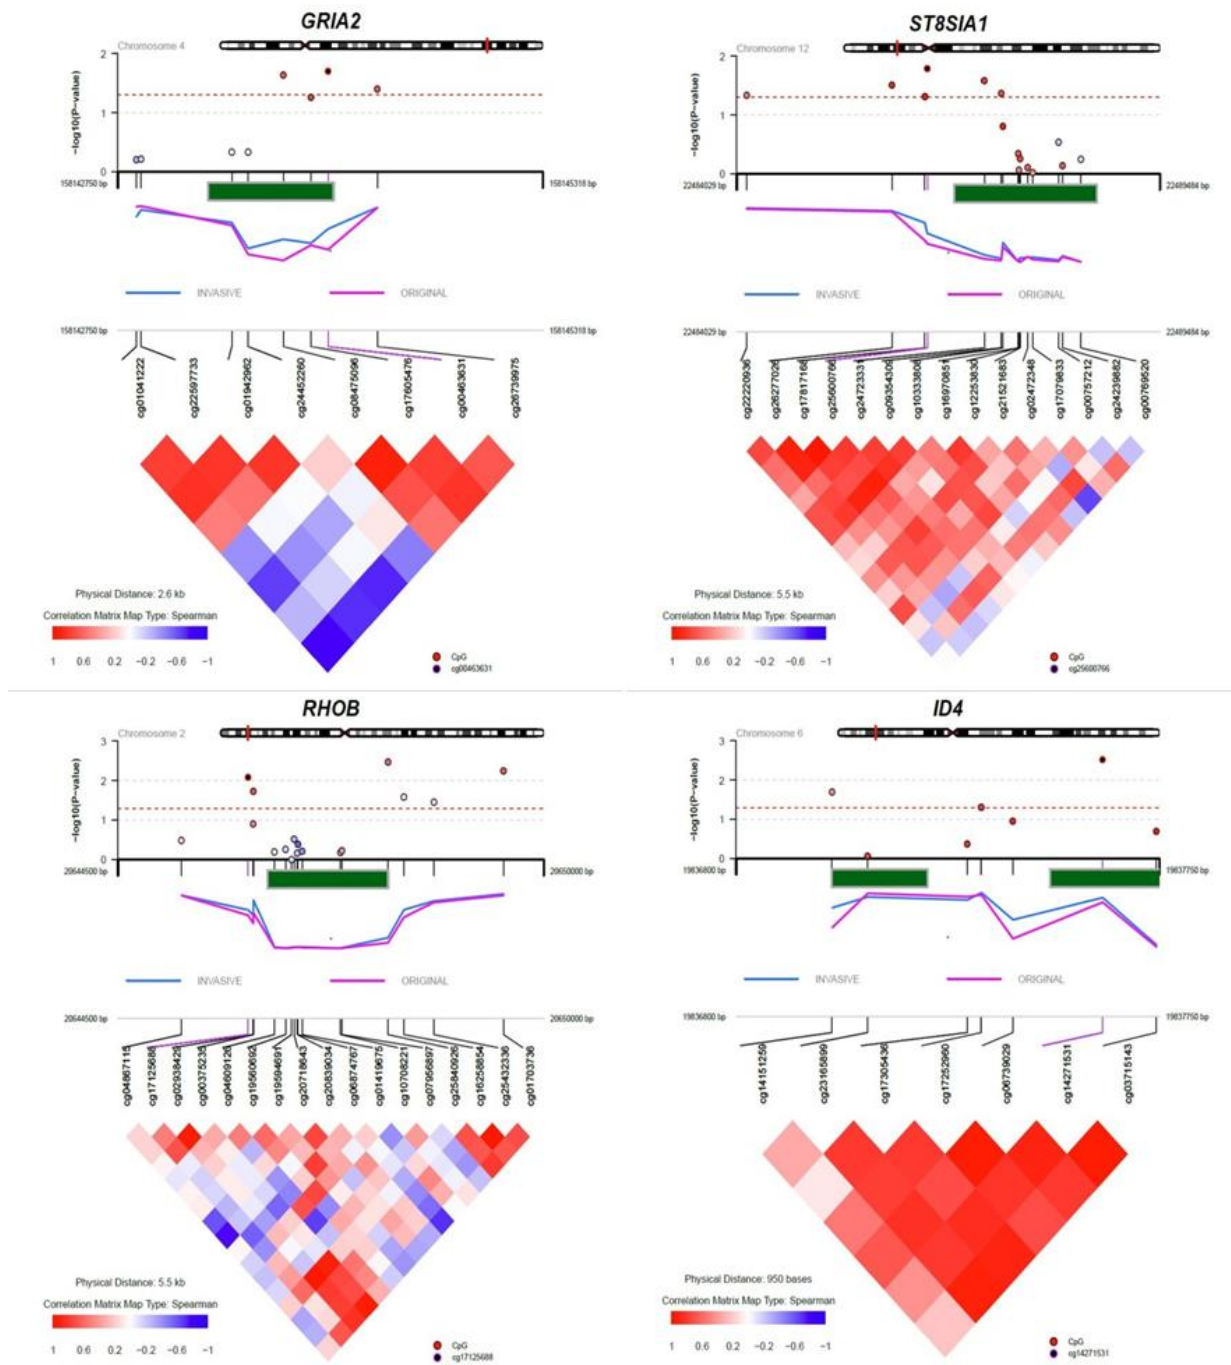 GRIA2
Chromosome 4
2
1
0
−log10(P−value)
158142750 bp
158145318 bp
INVASIVE
ORIGINAL
158142750 bp
158145318 bp
cg01041222
cg22597733
cg01942962
cg24452260
cg08475096
cg17605476
cg00463631
cg26739975
Physical Distance: 2.6 kb
Correlation Matrix Map Type: Spearman
1 0.6 0.2 −0.2 −0.6 −1
CpG
cg00463631
ST8SIA1
Chromosome 12
2
1
0
−log10(P−value)
22484029 bp
22489484 bp
INVASIVE
ORIGINAL
22484029 bp
22489484 bp
cg22220936
cg26277026
cg17817168
cg25600766
cg24723331
cg09354306
cg10333808
cg16970851
cg12253830
cg21521683
cg02472348
cg17079833
cg00757212
cg24239882
cg00769520
Physical Distance: 5.5 kb
Correlation Matrix Map Type: Spearman
1 0.6 0.2 −0.2 −0.6 −1
CpG
cg25600766
RHOB
Chromosome 2
3
2
1
0
−log10(P−value)
20644500 bp
20650000 bp
INVASIVE
ORIGINAL
20644500 bp
20650000 bp
cg04867115
cg17125688
cg02938429
cg00375235
cg04609126
cg19560692
cg19594691
cg20718643
cg20839034
cg06874767
cg01419675
cg10708221
cg07956897
cg25840926
cg16258854
cg25432336
cg01703736
Physical Distance: 5.5 kb
Correlation Matrix Map Type: Spearman
1 0.6 0.2 −0.2 −0.6 −1
CpG
cg17125688
ID4
Chromosome 6
3
2
1
0
−log10(P−value)
19836800 bp
19837750 bp
INVASIVE
ORIGINAL
19836800 bp
19837750 bp
cg14151259
cg23165899
cg17305436
cg17252960
cg06739029
cg14271531
cg03715143
Physical Distance: 950 bases
Correlation Matrix Map Type: Spearman
1 0.6 0.2 −0.2 −0.6 −1
CpG
cg14271531